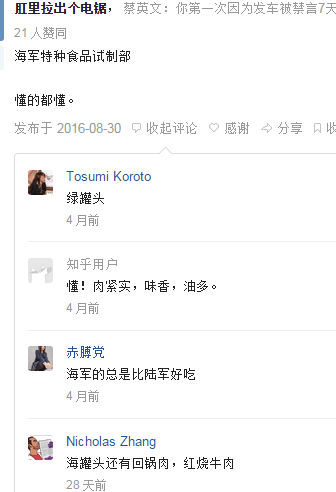 肛里拉出个电锯，蔡英文：你第一次因为发车被禁言7天
21 人赞同
海军特种食品试制部
懂的都懂。
发布于 2016-08-30 收起评论 感谢 分享 收
Tosumi Koroto
绿罐头
4 月前
知乎用户
懂！肉紧实，味香，油多。
4 月前
赤膊党
海军的总是比陆军好吃
4 月前
Nicholas Zhang
海罐头还有回锅肉，红烧牛肉
28 天前